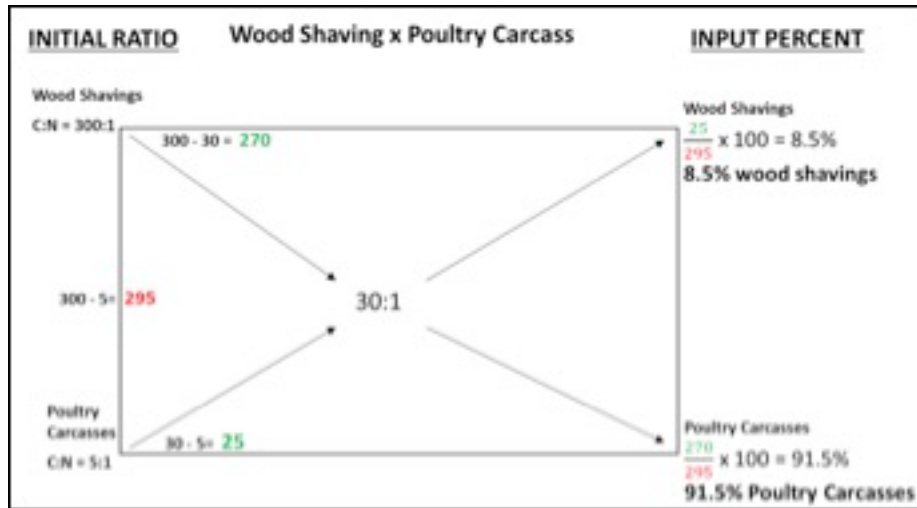 INITIAL RATIO
Wood Shaving x Poultry Carcass
INPUT PERCENT
Wood Shavings
C:N = 300:1
300 - 30 = 270
Wood Shavings
25
295
x 100 = 8.5%
8.5% wood shavings
300 - 5= 295
30:1
Poultry
Carcasses
C:N = 5:1
30 - 5= 25
Poultry Carcasses
270
295
x 100 = 91.5%
91.5% Poultry Carcasses